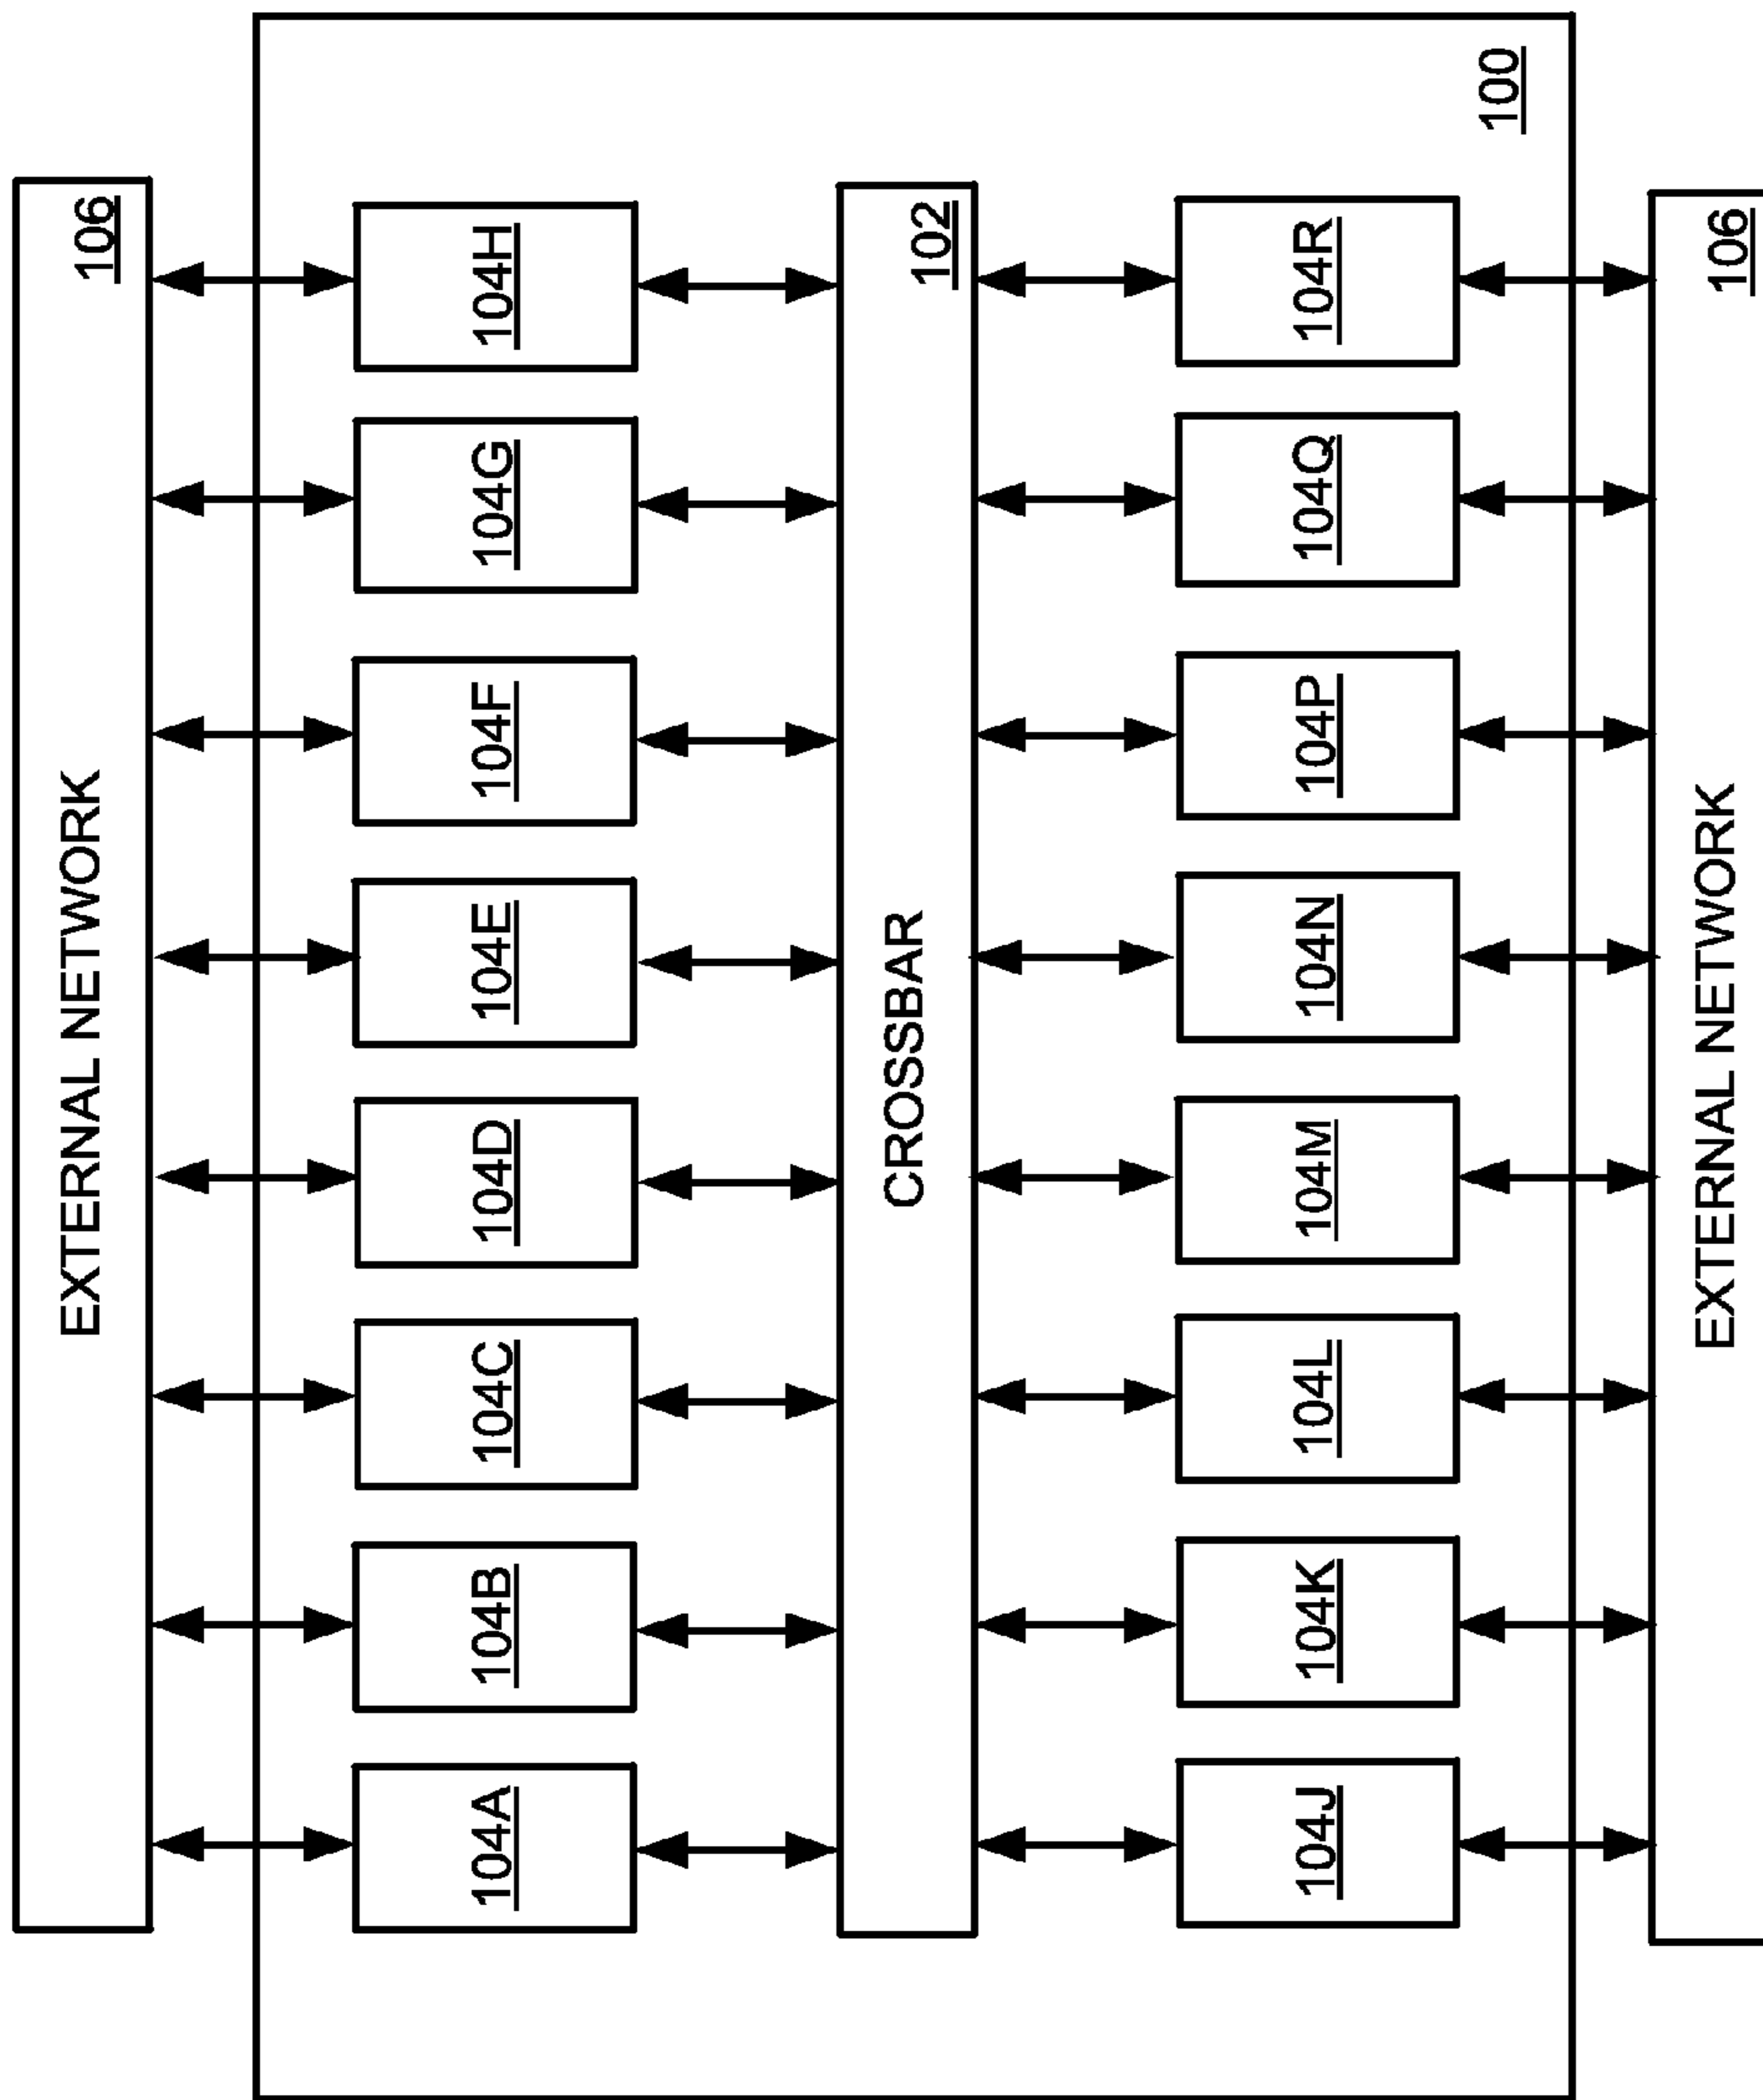 EXTERNAL NETWORK
106
104A
104B
104C
104D
104E
104F
104G
104H
CROSSBAR
102
104J
104K
104L
104M
104N
104P
104Q
104R
100
EXTERNAL NETWORK
106